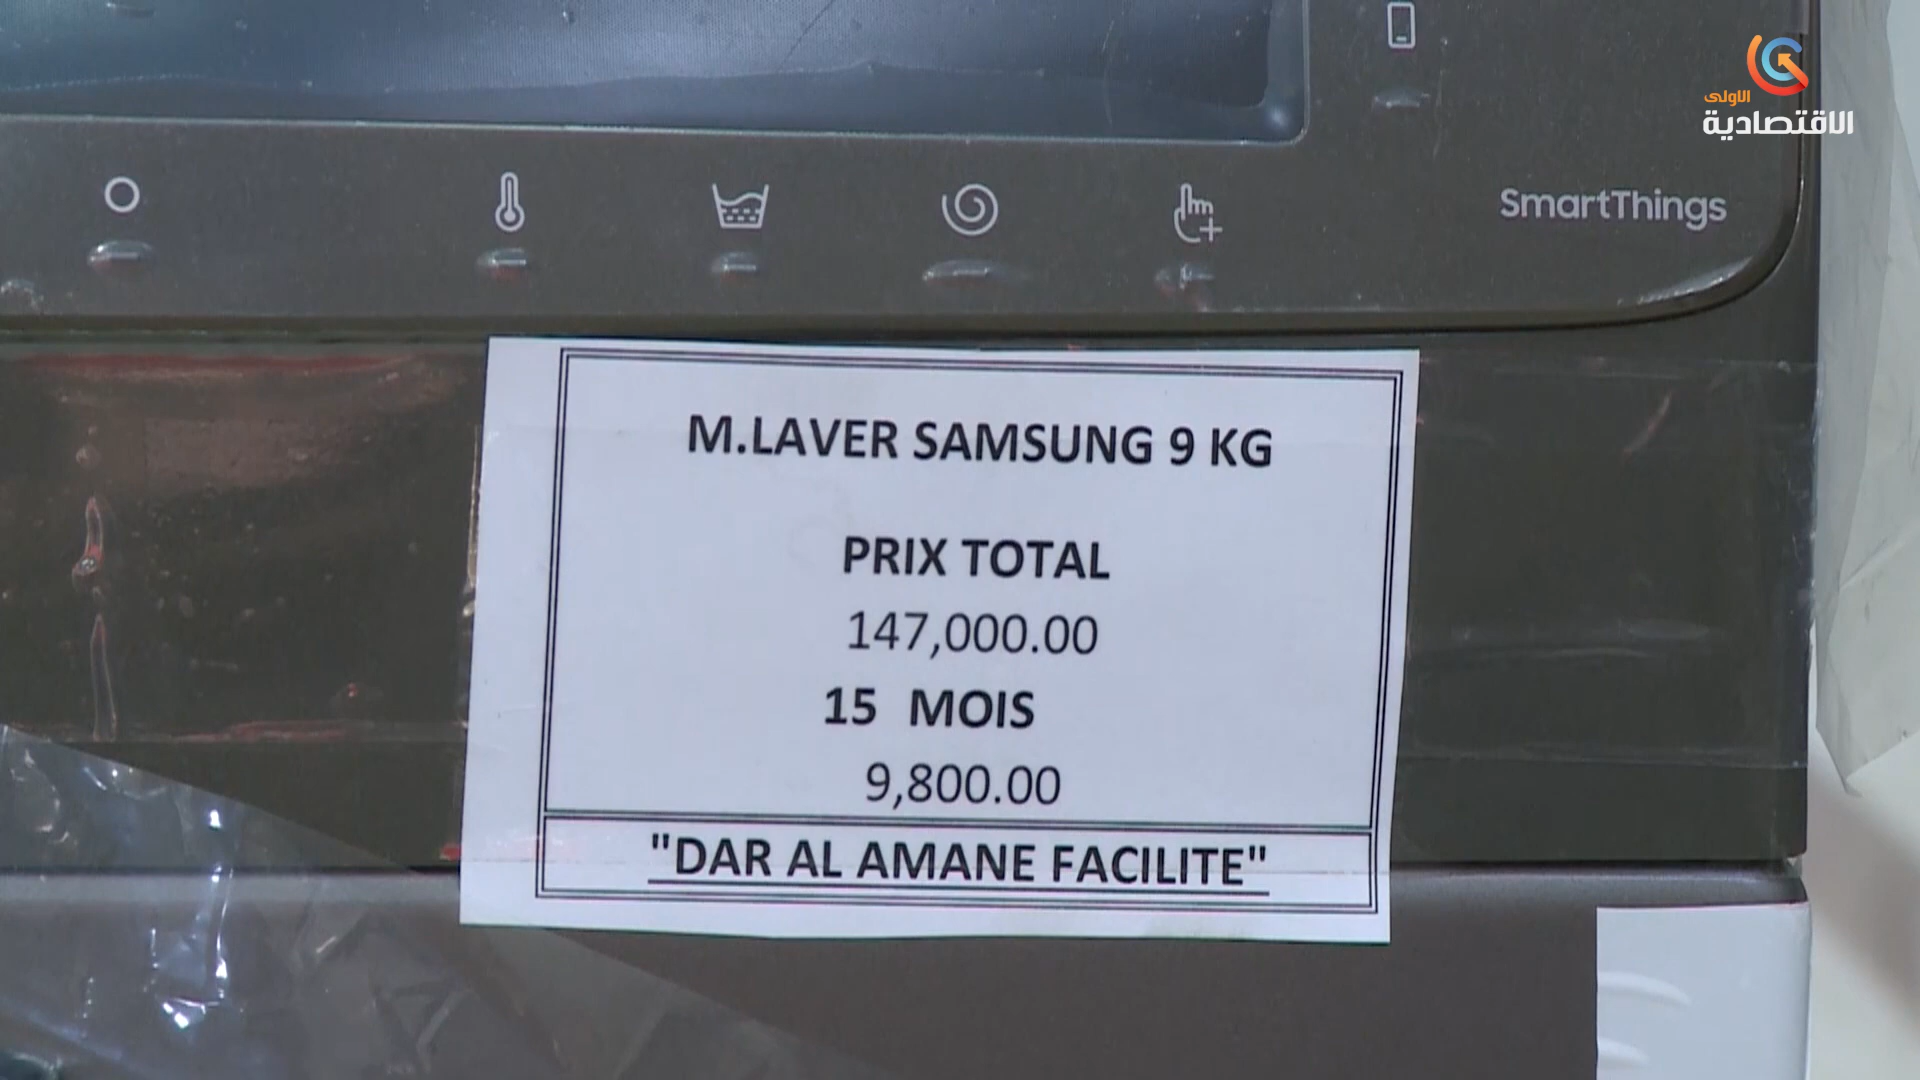 الاولى
الاقتصادية
SmartThings
M.LAVER SAMSUNG 9 KG
PRIX TOTAL
147,000.00
15 MOIS
9,800.00
"DAR AL AMANE FACILITE"